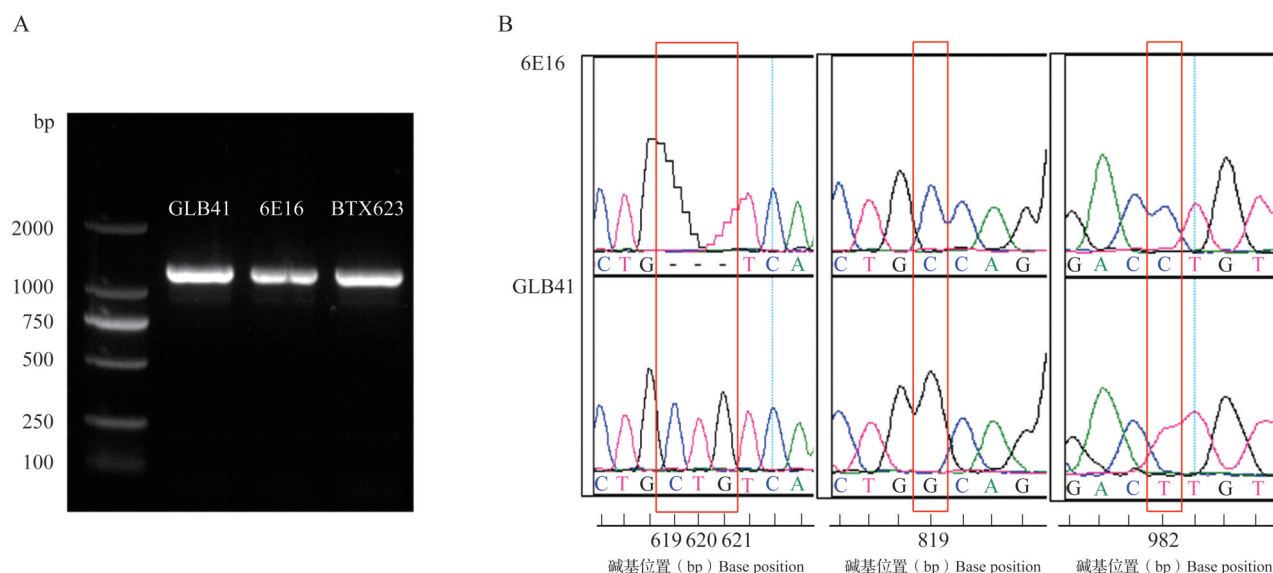 A
B
bp
2000
1000
750
500
250
100
GLB41 6E16 BTX623
6E16
C T G - - - T C A
C T G C C A G
G A C C T G T
GLB41
C T G C T G T C A
C T G G C A G
G A C T T G T
619 620 621
819
982
碱基位置（bp）Base position
碱基位置（bp）Base position
碱基位置（bp）Base position